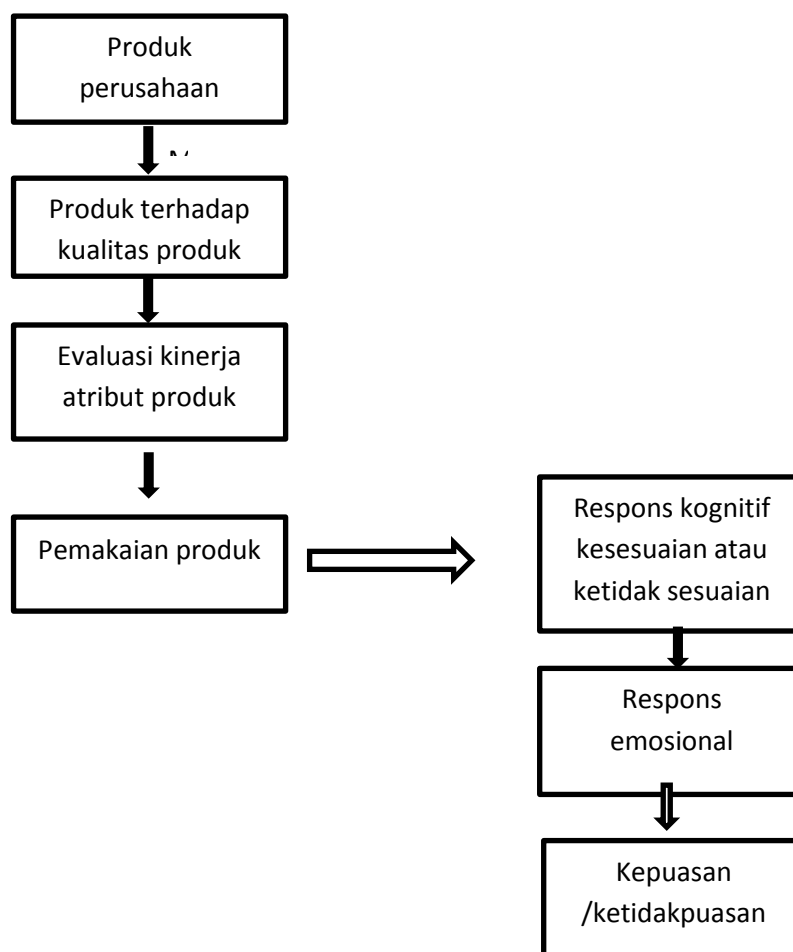 Produk
perusahaan
Produk terhadap
kualitas produk
Evaluasi kinerja
atribut produk
Pemakaian produk
Respons kognitif
kesesuaian atau
ketidak sesuaian
Respons
emosional
Kepuasan
/ketidakpuasan